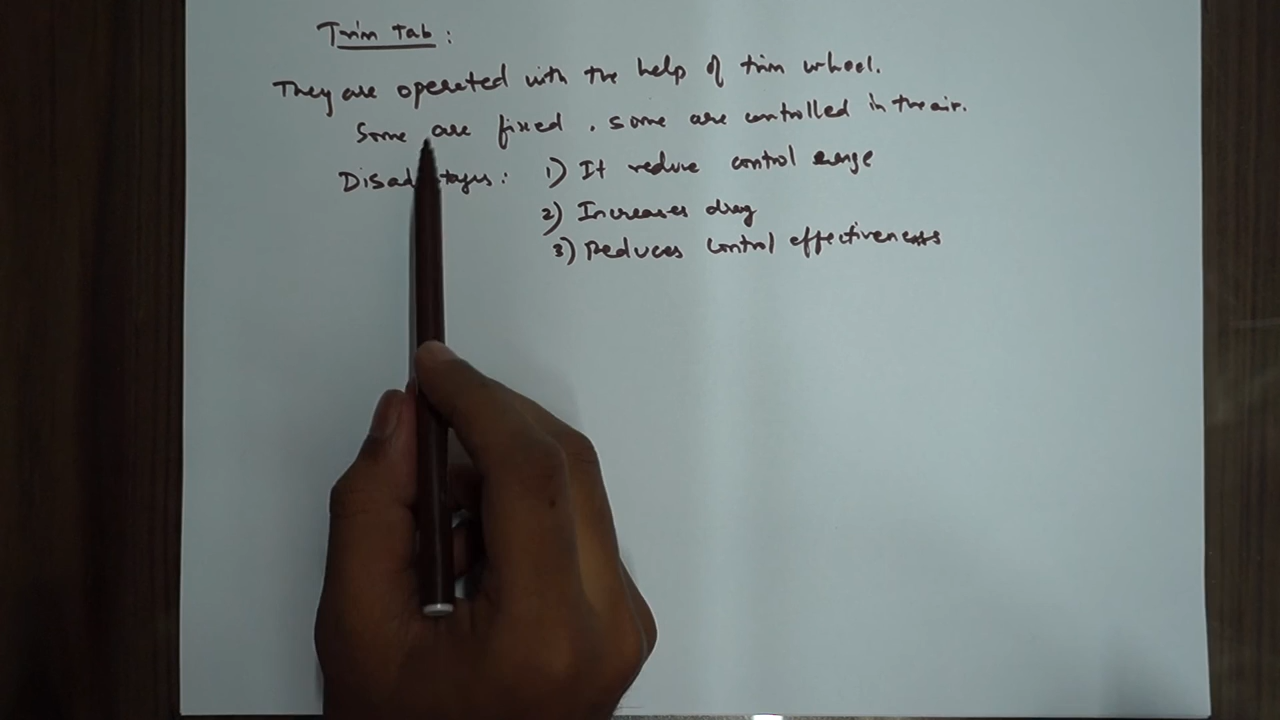 Trim tab :
They are operated with the help of trim wheel.
Some are fixed. Some are controlled in the air.
: 1) It reduce control range
2) Increases drag
3) Reduces control effectiveness